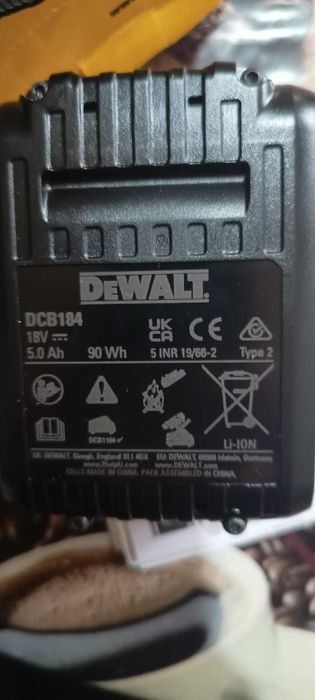 DEWALT
DCB184
18V
5.0 Ah 90 Wh 5 INR 19/66-2 Type 2
UK CA CE
DCB1104 ✔
Li-ION
UK: DEWALT, Slough, England SL1 4DX EU: DEWALT, 65510 Idstein, Germany
www.2helpU.com www.DEWALT.com
CELLS MADE IN CHINA. PACK ASSEMBLED IN CHINA.